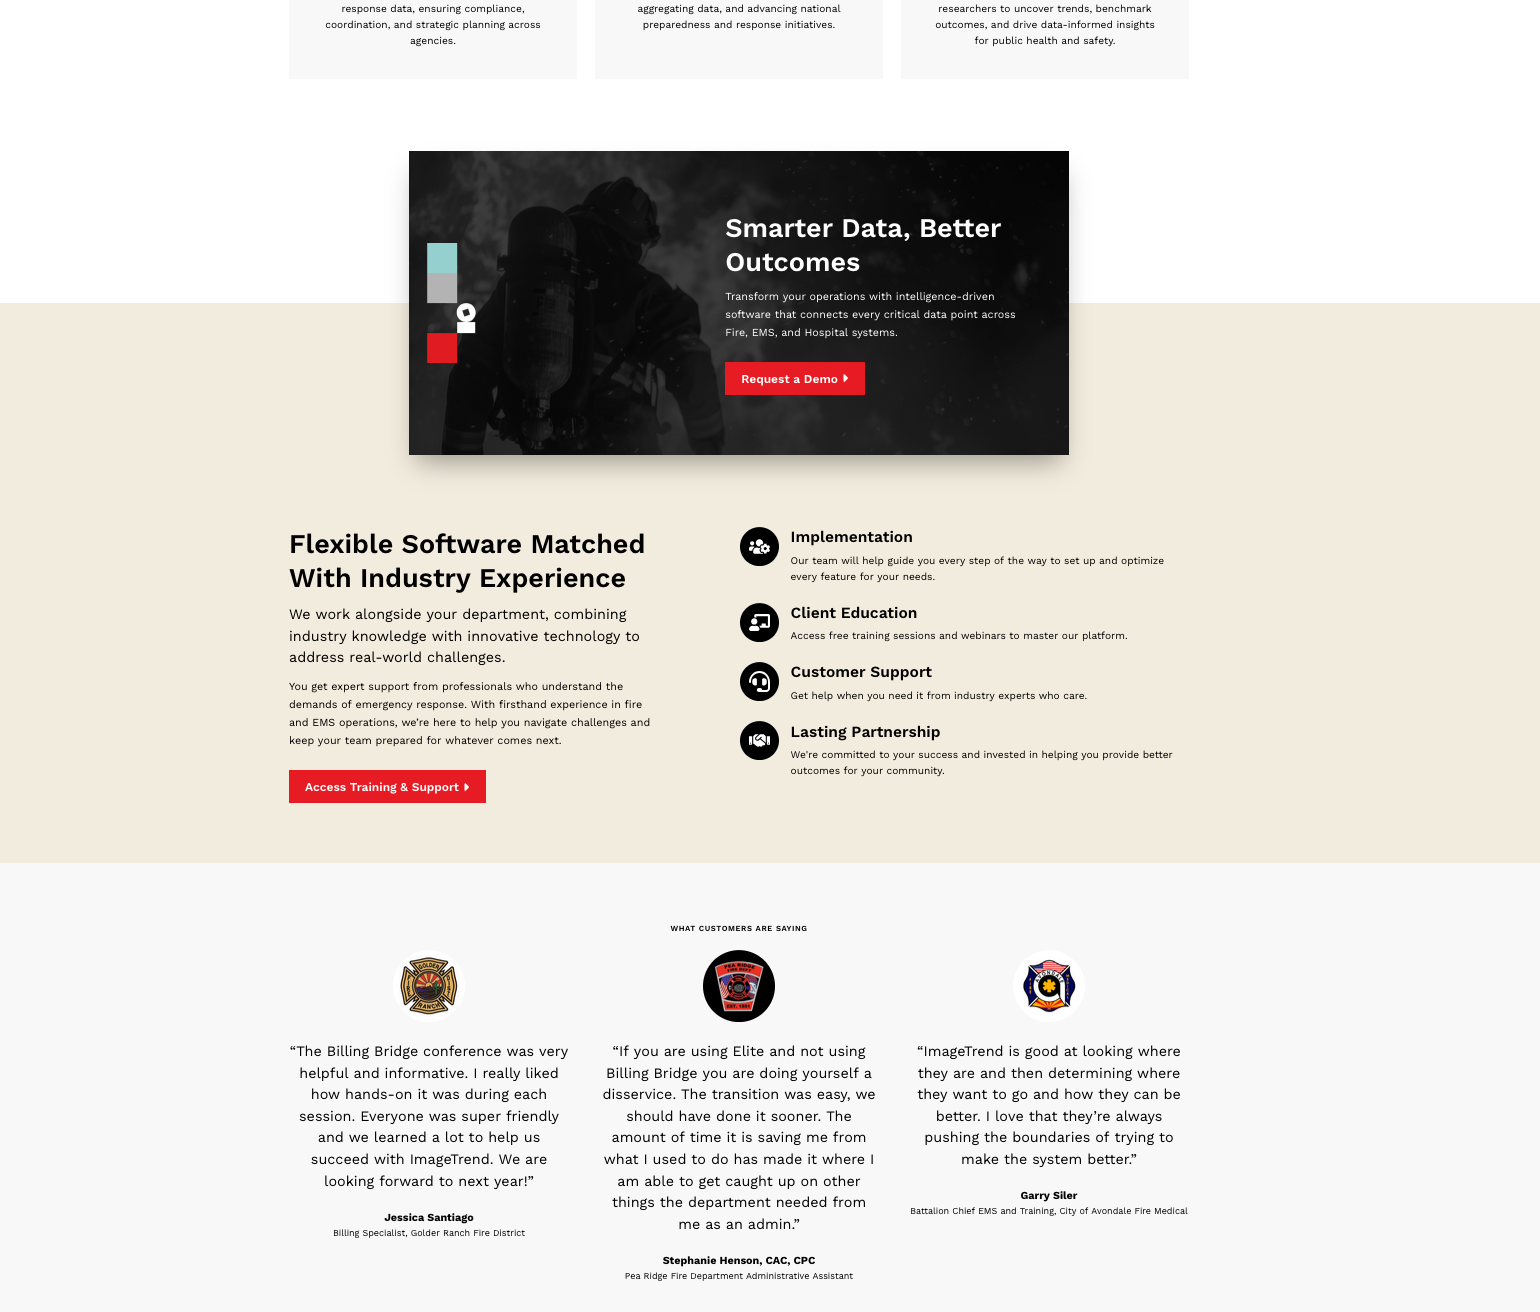 response data, ensuring compliance,
coordination, and strategic planning across
agencies.
aggregating data, and advancing national
preparedness and response initiatives.
researchers to uncover trends, benchmark
outcomes, and drive data-informed insights
for public health and safety.
Smarter Data, Better
Outcomes
Transform your operations with intelligence-driven
software that connects every critical data point across
Fire, EMS, and Hospital systems.
Request a Demo
Flexible Software Matched
With Industry Experience
We work alongside your department, combining
industry knowledge with innovative technology to
address real-world challenges.
You get expert support from professionals who understand the
demands of emergency response. With firsthand experience in fire
and EMS operations, we're here to help you navigate challenges and
keep your team prepared for whatever comes next.
Access Training & Support
Implementation
Our team will help guide you every step of the way to set up and optimize
every feature for your needs.
Client Education
Access free training sessions and webinars to master our platform.
Customer Support
Get help when you need it from industry experts who care.
Lasting Partnership
We're committed to your success and invested in helping you provide better
outcomes for your community.
WHAT CUSTOMERS ARE SAYING
GOLDER
RANCH
“The Billing Bridge conference was very
helpful and informative. I really liked
how hands-on it was during each
session. Everyone was super friendly
and we learned a lot to help us
succeed with ImageTrend. We are
looking forward to next year!”
Jessica Santiago
Billing Specialist, Golder Ranch Fire District
PEA RIDGE
FIRE DEPT
EST. 1961
“If you are using Elite and not using
Billing Bridge you are doing yourself a
disservice. The transition was easy, we
should have done it sooner. The
amount of time it is saving me from
what I used to do has made it where I
am able to get caught up on other
things the department needed from
me as an admin.”
Stephanie Henson, CAC, CPC
Pea Ridge Fire Department Administrative Assistant
AVONDALE
“ImageTrend is good at looking where
they are and then determining where
they want to go and how they can be
better. I love that they’re always
pushing the boundaries of trying to
make the system better.”
Garry Siler
Battalion Chief EMS and Training, City of Avondale Fire Medical